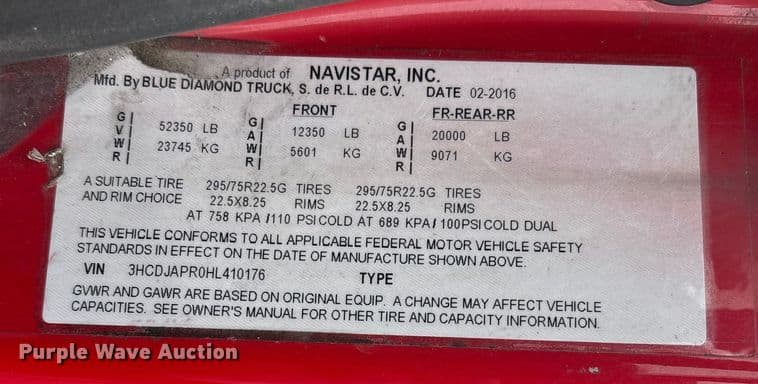 A product of NAVISTAR, INC.
Mfd. By BLUE DIAMOND TRUCK, S. de R.L. de C.V. DATE 02-2016
FRONT FR-REAR-RR
GVWR 52350 LB GAWR 12350 LB GAWR 20000 LB
23745 KG 5601 KG 9071 KG
A SUITABLE TIRE 295/75R22.5G TIRES 295/75R22.5G TIRES
AND RIM CHOICE 22.5X8.25 RIMS 22.5X8.25 RIMS
AT 758 KPA /110 PSI COLD AT 689 KPA/ 100PSI COLD DUAL
THIS VEHICLE CONFORMS TO ALL APPLICABLE FEDERAL MOTOR VEHICLE SAFETY
STANDARDS IN EFFECT ON THE DATE OF MANUFACTURE SHOWN ABOVE.
VIN 3HCDJAPR0HL410176 TYPE
GVWR AND GAWR ARE BASED ON ORIGINAL EQUIP. A CHANGE MAY AFFECT VEHICLE
CAPACITIES. SEE OWNER'S MANUAL FOR OTHER TIRE AND CAPACITY INFORMATION.
Purple Wave Auction